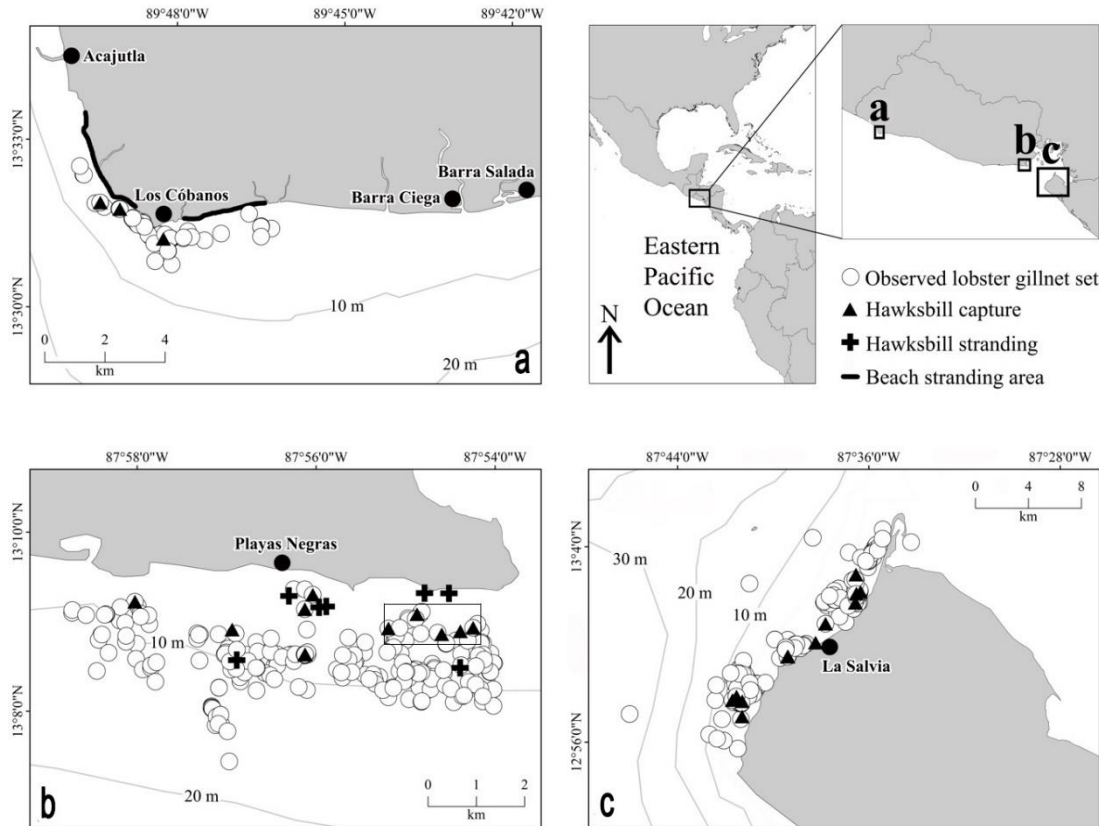 89°48'0"W
89°45'0"W
89°42'0"W
13°33'0"N
13°30'0"N
Acajutla
Los Cóbanos
Barra Ciega
Barra Salada
10 m
20 m
0 2 4
km
a
Eastern
Pacific
Ocean
N
a
b
c
Observed lobster gillnet set
Hawksbill capture
Hawksbill stranding
Beach stranding area
87°58'0"W
87°56'0"W
87°54'0"W
13°10'0"N
13°8'0"N
Playas Negras
10 m
20 m
0 1 2
km
b
87°44'0"W
87°36'0"W
87°28'0"W
13°4'0"N
12°56'0"N
0 4 8
km
30 m
20 m
10 m
La Salvia
c